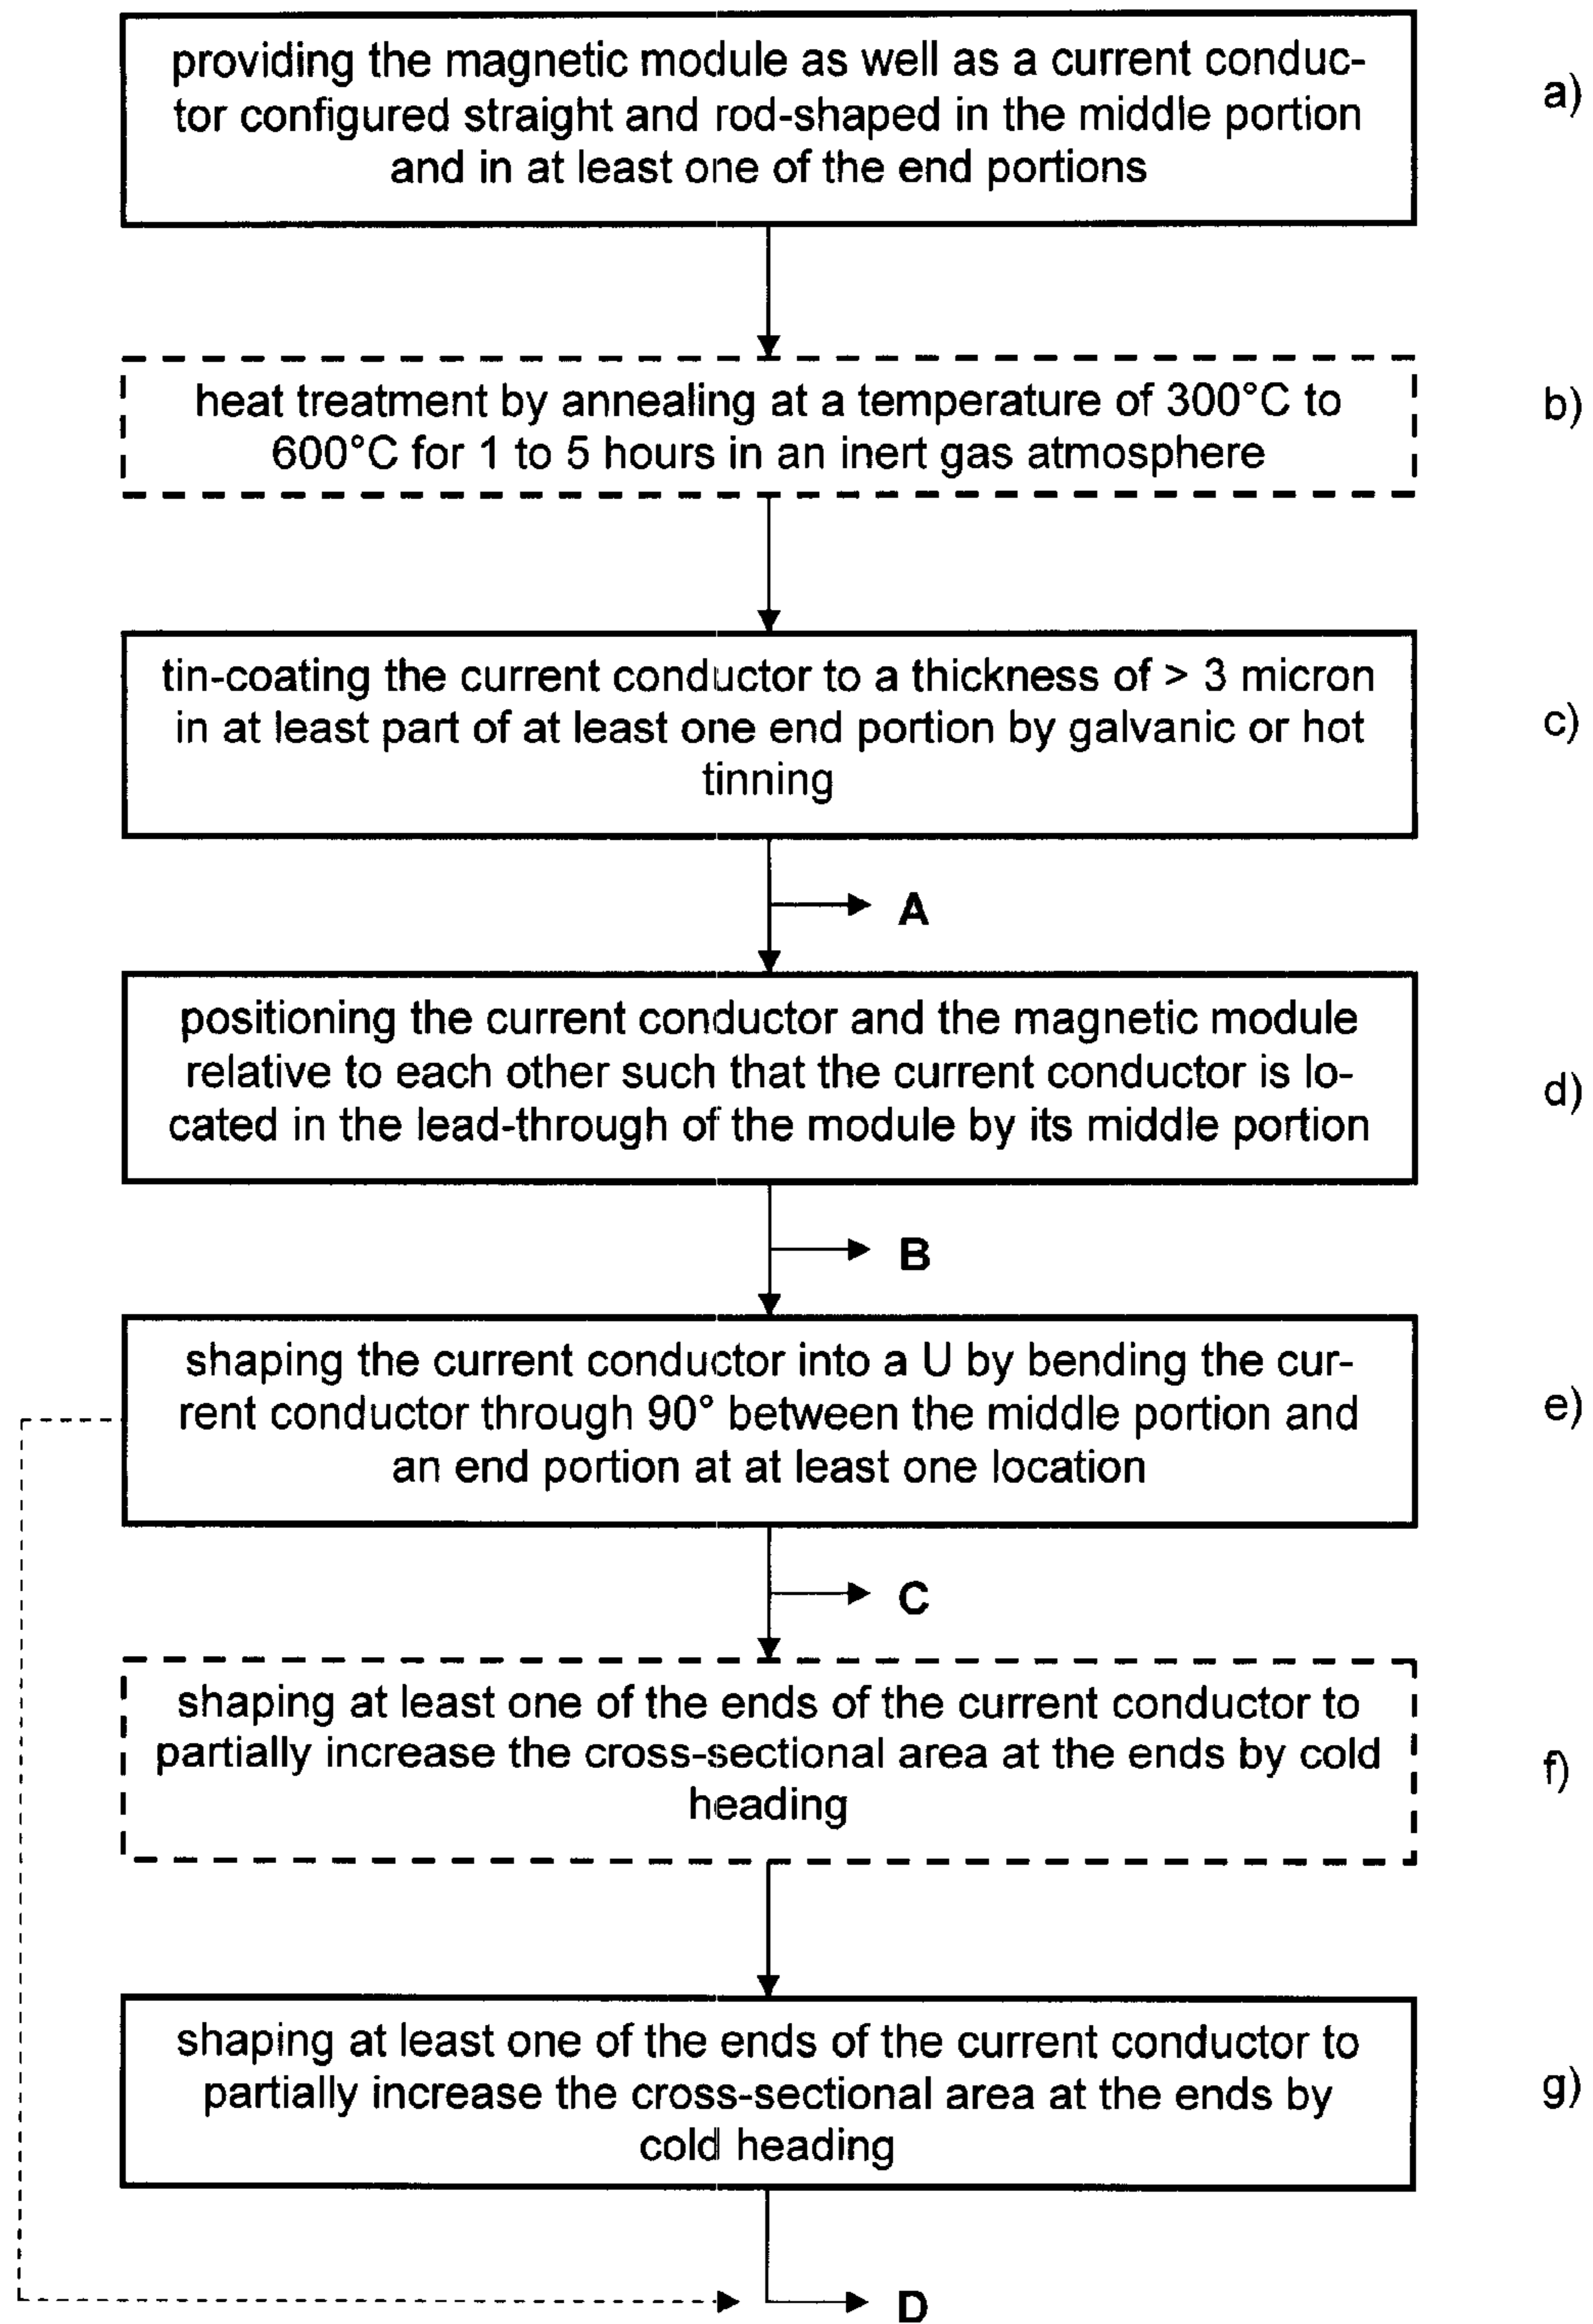 providing the magnetic module as well as a current conduc-
tor configured straight and rod-shaped in the middle portion
and in at least one of the end portions
a)
heat treatment by annealing at a temperature of 300°C to
600°C for 1 to 5 hours in an inert gas atmosphere
b)
tin-coating the current conductor to a thickness of > 3 micron
in at least part of at least one end portion by galvanic or hot
tinning
c)
A
positioning the current conductor and the magnetic module
relative to each other such that the current conductor is lo-
cated in the lead-through of the module by its middle portion
d)
B
shaping the current conductor into a U by bending the cur-
rent conductor through 90° between the middle portion and
an end portion at at least one location
e)
C
shaping at least one of the ends of the current conductor to
partially increase the cross-sectional area at the ends by cold
heading
f)
shaping at least one of the ends of the current conductor to
partially increase the cross-sectional area at the ends by
cold heading
g)
D